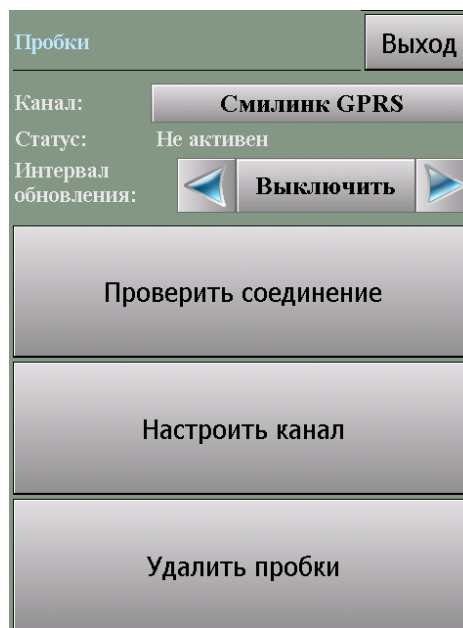 Пробки
Выход
Канал:
Смилинк GPRS
Статус:
Не активен
Интервал
обновления:
Выключить
Проверить соединение
Настроить канал
Удалить пробки